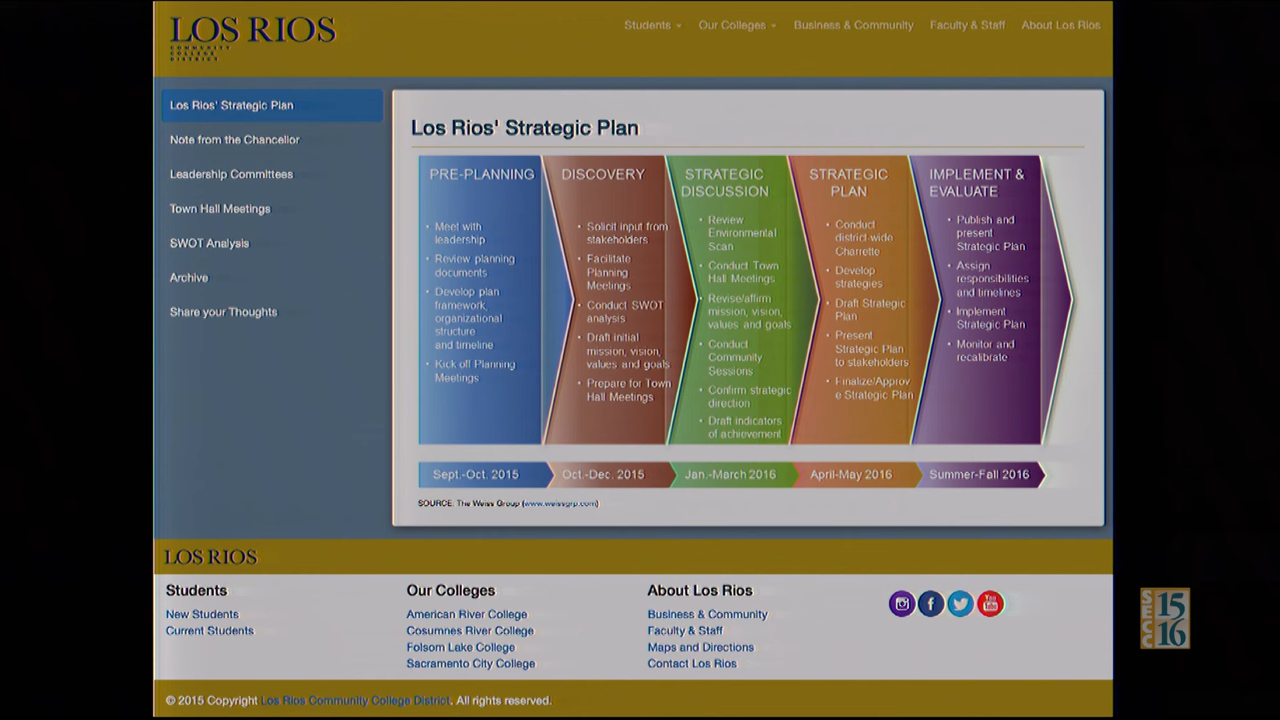 LOS RIOS
COMMUNITY
COLLEGE
DISTRICT
Students
Our Colleges
Business & Community
Faculty & Staff
About Los Rios
Los Rios' Strategic Plan
Note from the Chancellor
Leadership Committees
Town Hall Meetings
SWOT Analysis
Archive
Share your Thoughts
Los Rios' Strategic Plan
PRE-PLANNING
• Meet with
leadership
• Review planning
documents
• Develop plan
framework,
organizational
structure
and timeline
• Kick off Planning
Meetings
DISCOVERY
• Solicit input from
stakeholders
• Facilitate
Planning
Meetings
• Conduct SWOT
analysis
• Draft initial
mission, vision,
values and goals
• Prepare for Town
Hall Meetings
STRATEGIC
DISCUSSION
• Review
Environmental
Scan
• Conduct Town
Hall Meetings
• Revise/affirm
mission, vision,
values and goals
• Conduct
Community
Sessions
• Confirm strategic
direction
• Draft indicators
of achievement
STRATEGIC
PLAN
• Conduct
district-wide
Charrette
• Develop
strategies
• Draft Strategic
Plan
• Present
Strategic Plan
to stakeholders
• Finalize/Approv
e Strategic Plan
IMPLEMENT &
EVALUATE
• Publish and
present
Strategic Plan
• Assign
responsibilities
and timelines
• Implement
Strategic Plan
• Monitor and
recalibrate
Sept.-Oct. 2015
Oct.-Dec. 2015
Jan.-March 2016
April-May 2016
Summer-Fall 2016
SOURCE: The Weiss Group (www.weissgrp.com)
LOS RIOS
Students
New Students
Current Students
Our Colleges
American River College
Cosumnes River College
Folsom Lake College
Sacramento City College
About Los Rios
Business & Community
Faculty & Staff
Maps and Directions
Contact Los Rios
You
Tube
© 2015 Copyright Los Rios Community College District. All rights reserved.
SECC
15
16